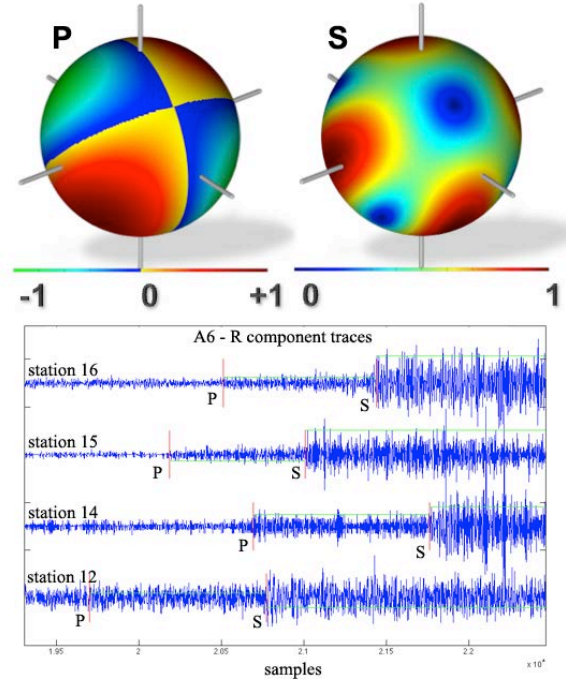 P S
-1 0 +1 0 1
A6 - R component traces
station 16
P S
station 15
P S
station 14
P S
station 12
P S
1.95 2 2.05 2.1 2.15 2.2
x 10⁴
samples